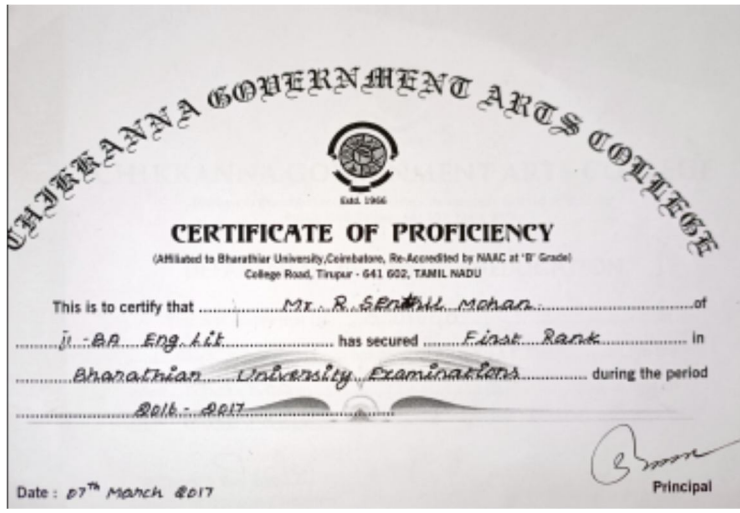 CHIKKANNA GOVERNMENT ARTS COLLEGE
Estd. 1966
CERTIFICATE OF PROFICIENCY
(Affiliated to Bharathiar University,Coimbatore, Re-Accredited by NAAC at 'B' Grade)
College Road, Tirupur - 641 602, TAMIL NADU
This is to certify that Mr. R. Senthil Mohan of
ii - BA Eng. Lit has secured First Rank in
Bharathiar University Examinations during the period
2016 - 2017
Date : 07th March 2017
Principal